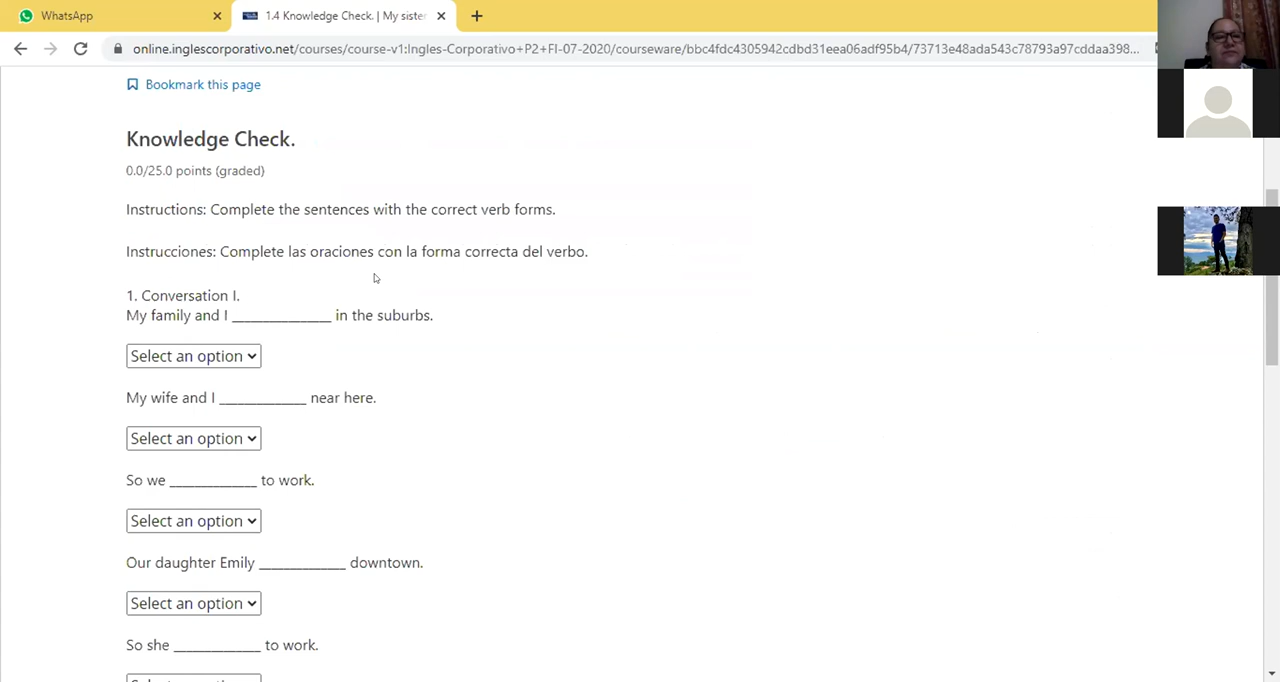 WhatsApp
1.4 Knowledge Check. | My sister
online.inglescorporativo.net/courses/course-v1:Ingles-Corporativo+P2+FI-07-2020/courseware/bbc4fdc4305942cdbd31eea06adf95b4/73713e48ada543c78793a97cddaa398...
Bookmark this page
Knowledge Check.
0.0/25.0 points (graded)
Instructions: Complete the sentences with the correct verb forms.
Instrucciones: Complete las oraciones con la forma correcta del verbo.
1. Conversation I.
My family and I ______________ in the suburbs.
Select an option
My wife and I ____________ near here.
Select an option
So we ____________ to work.
Select an option
Our daughter Emily ____________ downtown.
Select an option
So she ____________ to work.